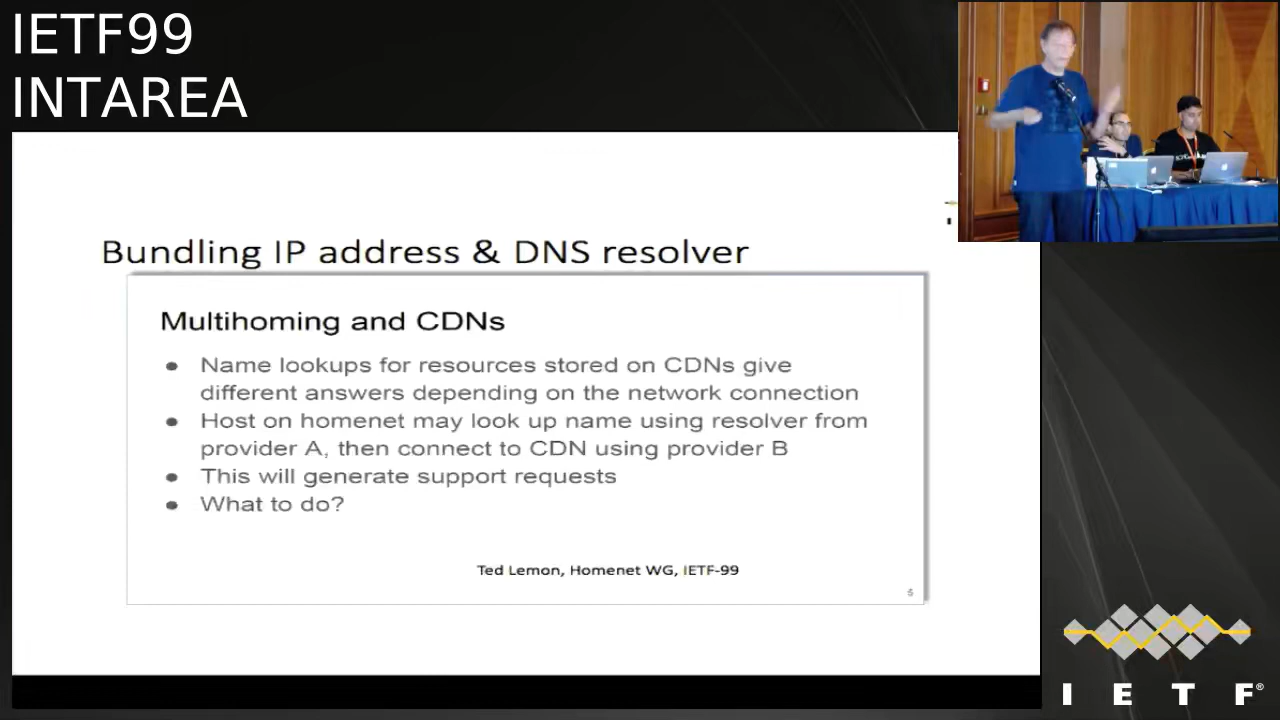 IETF99
INTAREA
Bundling IP address & DNS resolver
Multihoming and CDNs
● Name lookups for resources stored on CDNs give
different answers depending on the network connection
● Host on homenet may look up name using resolver from
provider A, then connect to CDN using provider B
● This will generate support requests
● What to do?
Ted Lemon, Homenet WG, IETF-99
I E T F®